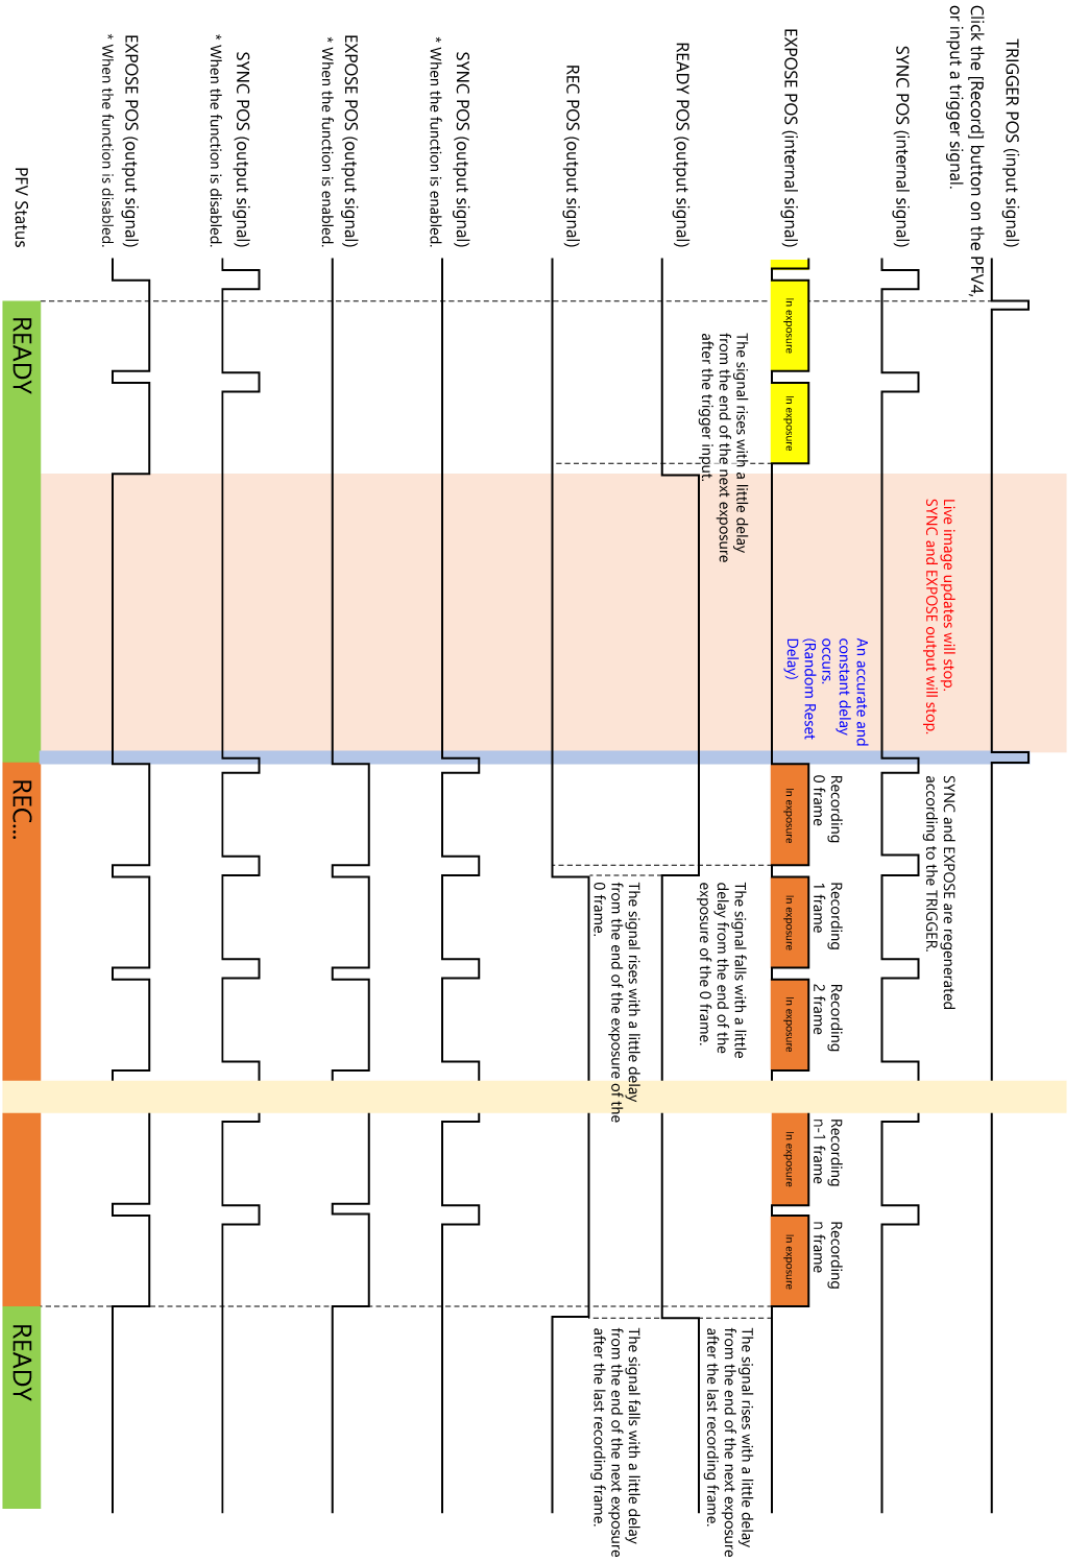 TRIGGER POS (input signal)
Click the [Record] button on the PFV4,
or input a trigger signal.
SYNC POS (internal signal)
Live image updates will stop.
SYNC and EXPOSE output will stop.
SYNC and EXPOSE are regenerated
according to the TRIGGER.
An accurate and
constant delay
occurs.
(Random Reset
Delay)
Recording
0 frame
Recording
1 frame
Recording
2 frame
Recording
n-1 frame
Recording
n frame
EXPOSE POS (internal signal)
In exposure
In exposure
In exposure
In exposure
In exposure
In exposure
In exposure
READY POS (output signal)
The signal rises with a little delay
from the end of the next exposure
after the trigger input.
The signal falls with a little
delay from the end of the
exposure of the 0 frame.
The signal rises with a little delay
from the end of the next exposure
after the last recording frame.
REC POS (output signal)
The signal rises with a little delay
from the end of the exposure of the
0 frame.
The signal falls with a little delay
from the end of the next exposure
after the last recording frame.
SYNC POS (output signal)
* When the function is enabled.
EXPOSE POS (output signal)
* When the function is enabled.
SYNC POS (output signal)
* When the function is disabled.
EXPOSE POS (output signal)
* When the function is disabled.
PFV Status
READY
REC...
READY